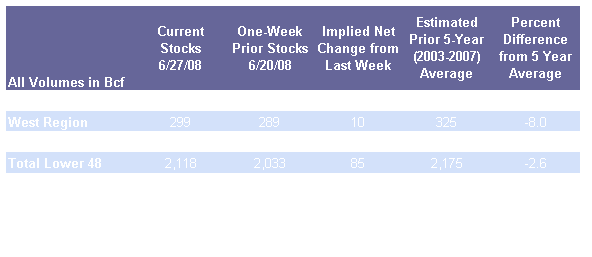 All Volumes in Bcf
Current
Stocks
6/27/08
One-Week
Prior Stocks
6/20/08
Implied Net
Change from
Last Week
Estimated
Prior 5-Year
(2003-2007)
Average
Percent
Difference
from 5 Year
Average
West Region 299 289 10 325 -8.0
Total Lower 48 2,118 2,033 85 2,175 -2.6